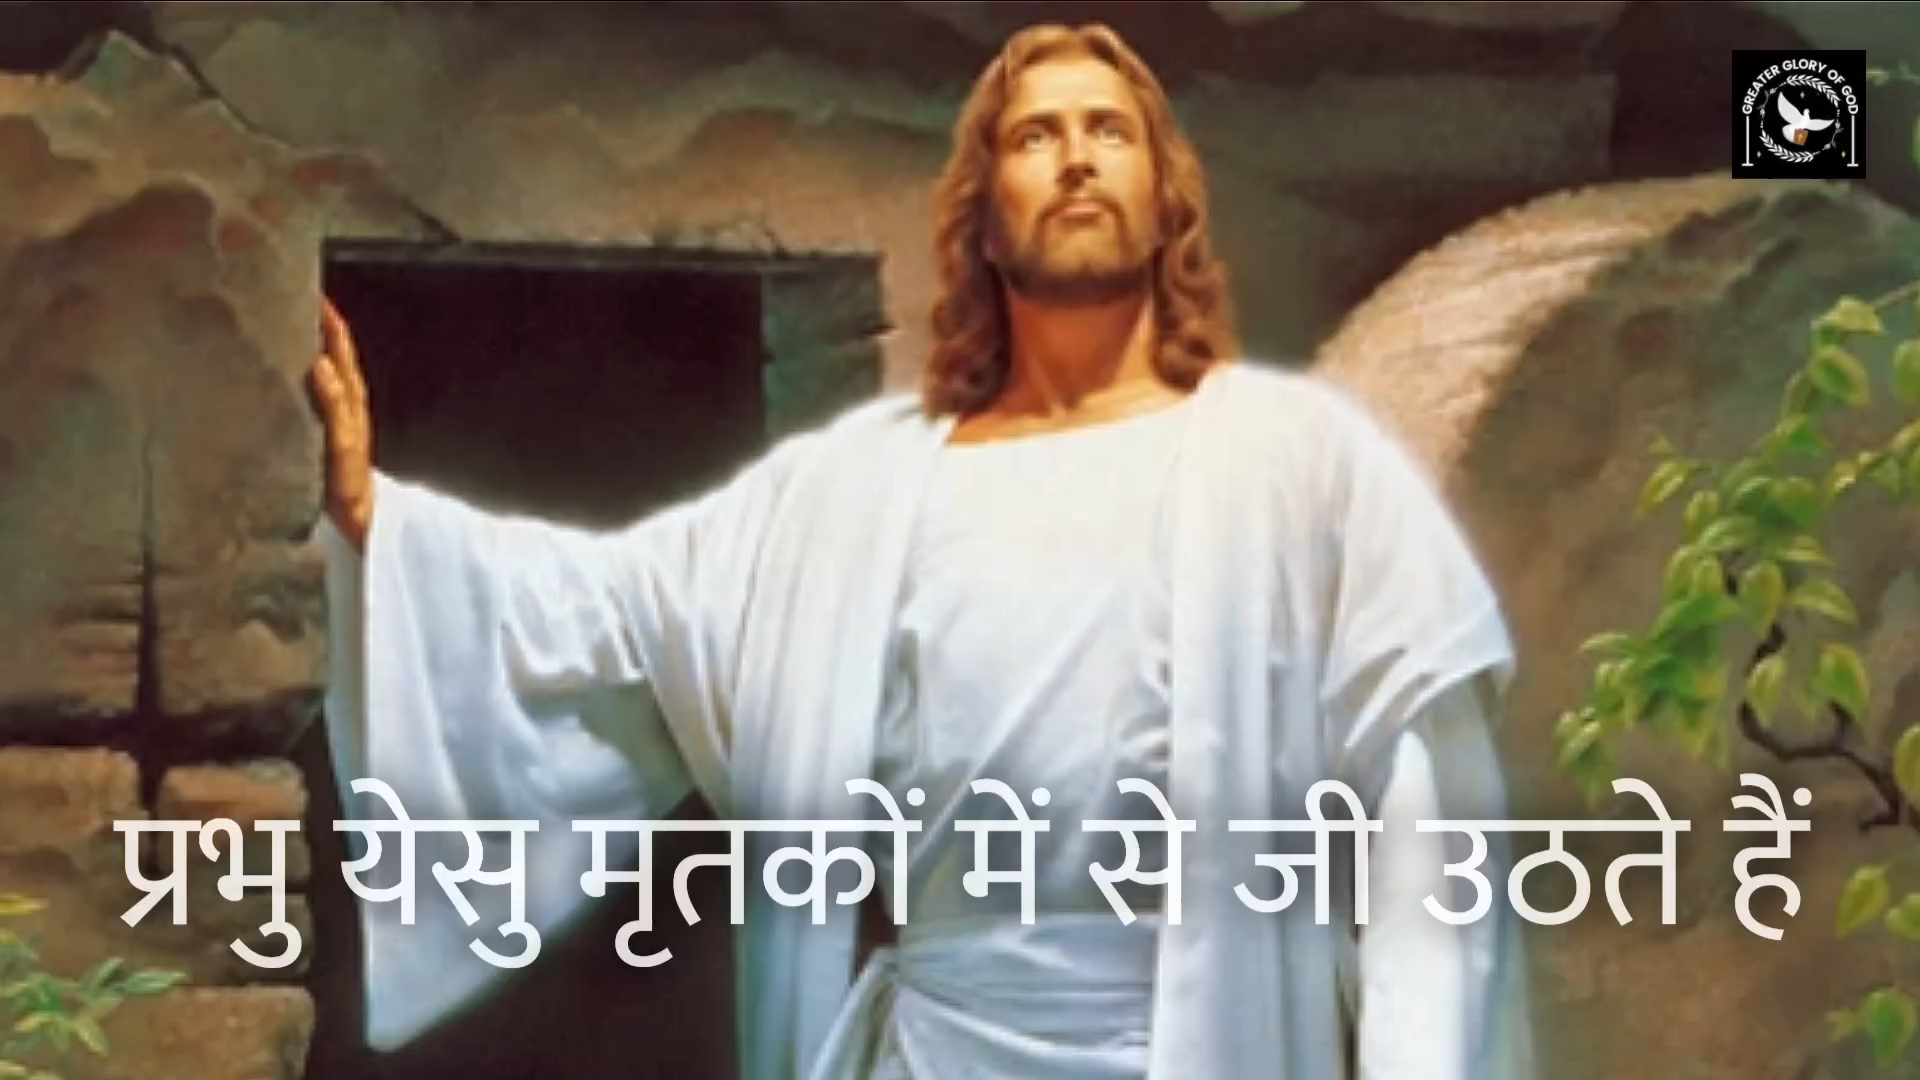 GREATER GLORY OF GOD
प्रभु येसु मृतकों में से जी उठते हैं